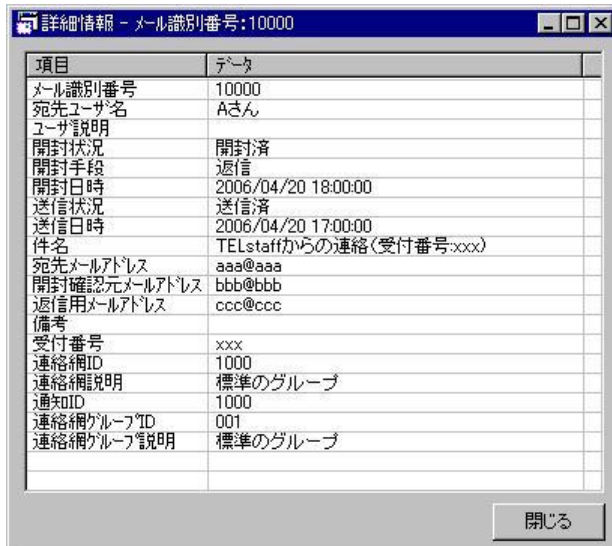 詳細情報 - メール識別番号:10000
項目 データ
メール識別番号 10000
宛先ユーザ名 Aさん
ユーザ説明
開封状況 開封済
開封手段 返信
開封日時 2006/04/20 18:00:00
送信状況 送信済
送信日時 2006/04/20 17:00:00
件名 TELstaffからの連絡(受付番号:xxx)
宛先メールアドレス aaa@aaa
開封確認元メールアドレス bbb@bbb
返信用メールアドレス ccc@ccc
備考
受付番号 xxx
連絡網ID 1000
連絡網説明 標準のグループ
通知ID 1000
連絡網グループID 001
連絡網グループ説明 標準のグループ
閉じる